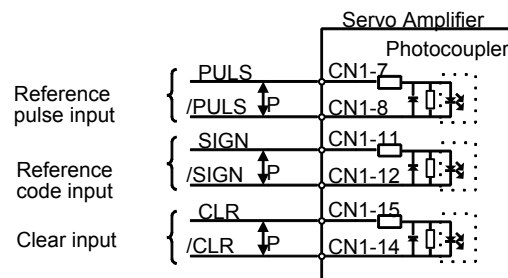 Servo Amplifier
Photocoupler
Reference
pulse input
PULS
CN1-7
/PULS
P
CN1-8
Reference
code input
SIGN
CN1-11
/SIGN
P
CN1-12
Clear input
CLR
CN1-15
/CLR
P
CN1-14